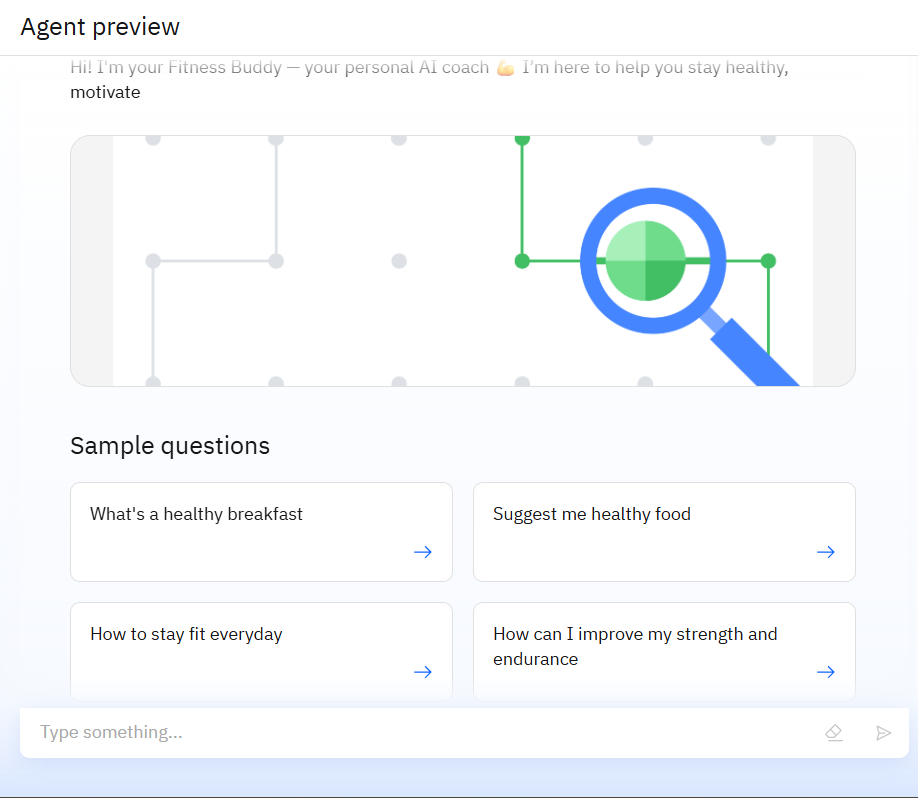 Agent preview
Hi! I'm your Fitness Buddy — your personal AI coach 💪 I'm here to help you stay healthy,
motivate
Sample questions
What's a healthy breakfast
Suggest me healthy food
How to stay fit everyday
How can I improve my strength and
endurance
Type something...